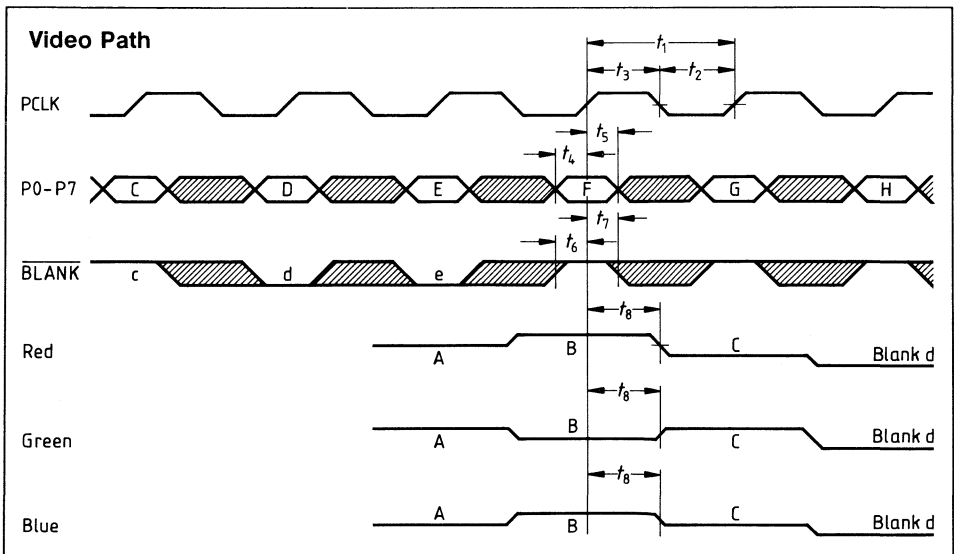 Video Path
t1
t3 t2
PCLK
t5
t4
P0-P7 C D E F G H
t7
t6
BLANK c d e
t8
Red A B C Blank d
t8
Green A B C Blank d
t8
Blue A B C Blank d